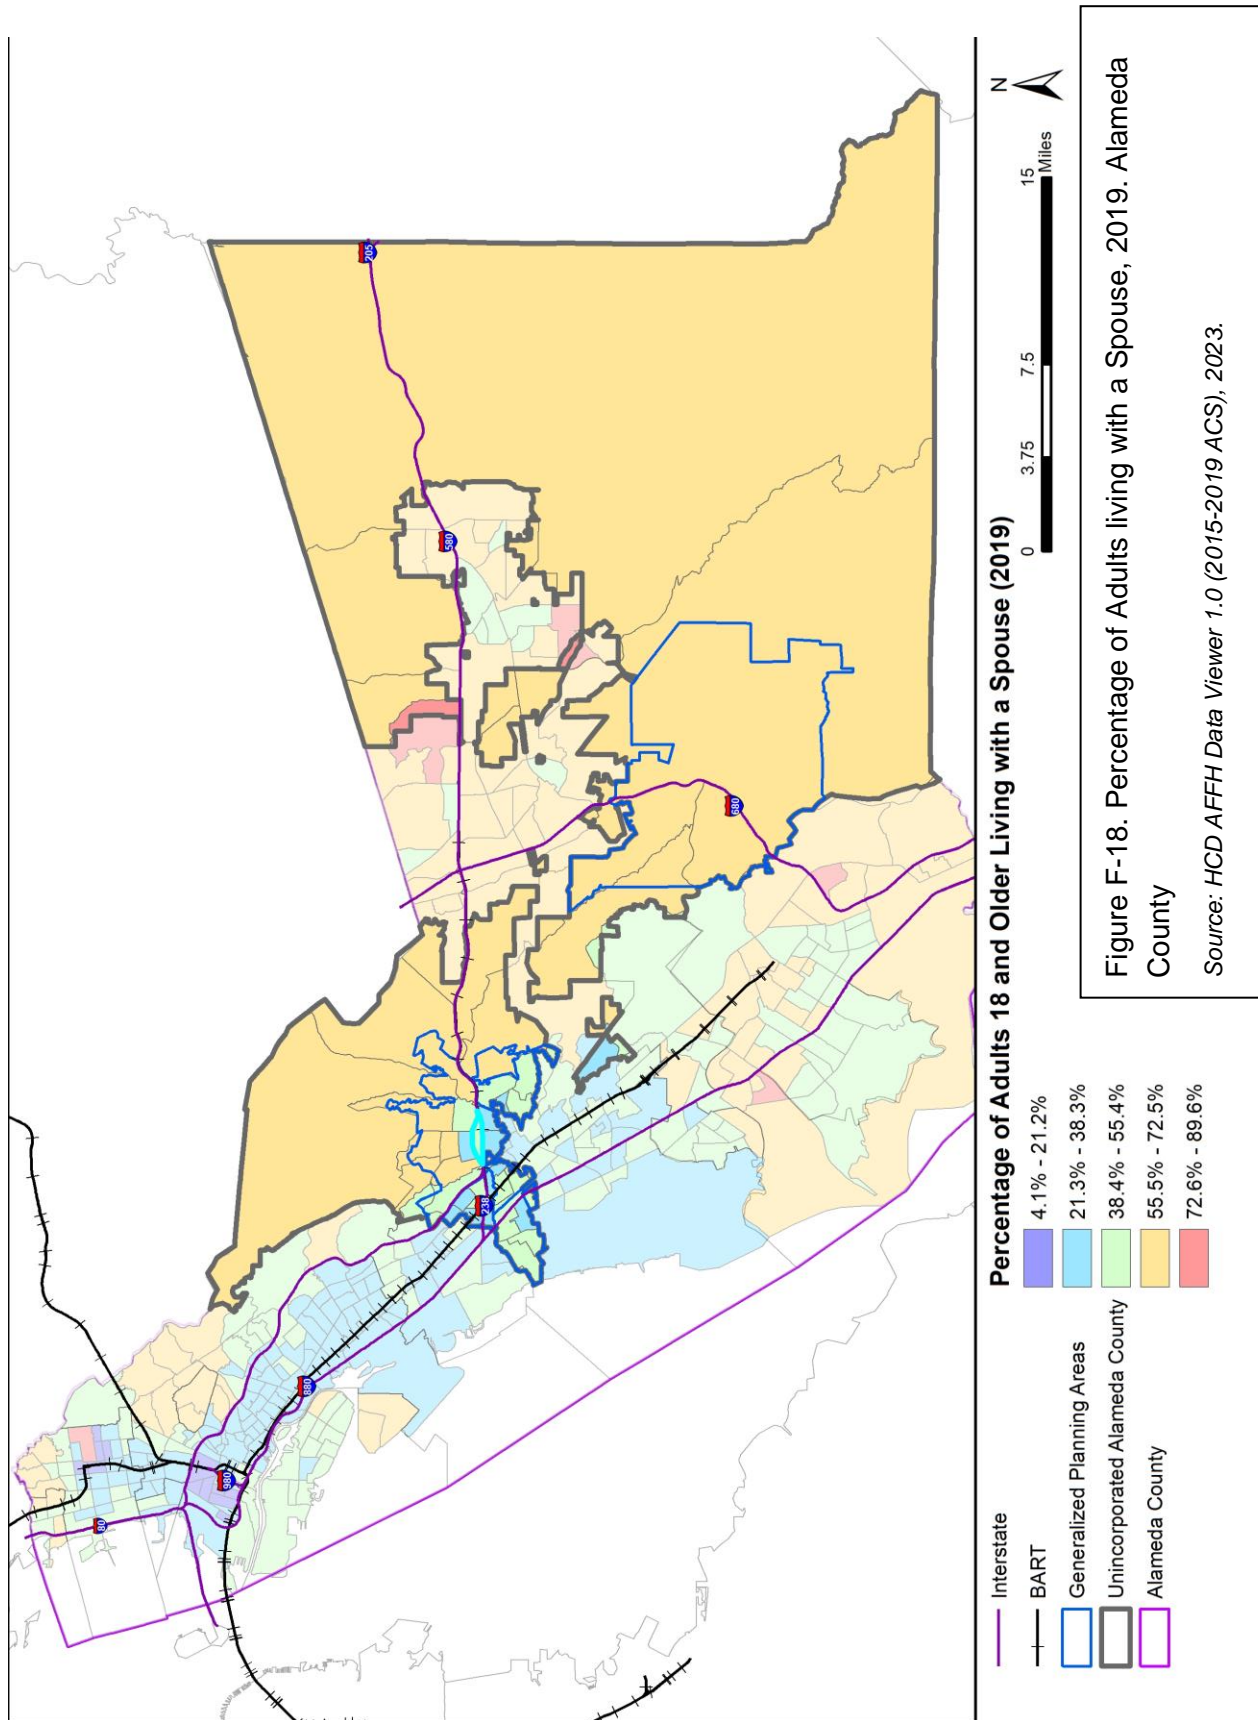 80
980
880
238
580
205
680
Percentage of Adults 18 and Older Living with a Spouse (2019)
Interstate
BART
Generalized Planning Areas
Unincorporated Alameda County
Alameda County
4.1% - 21.2%
21.3% - 38.3%
38.4% - 55.4%
55.5% - 72.5%
72.6% - 89.6%
0 3.75 7.5 15
Miles
N
Figure F-18. Percentage of Adults living with a Spouse, 2019. Alameda
County
Source: HCD AFFH Data Viewer 1.0 (2015-2019 ACS), 2023.